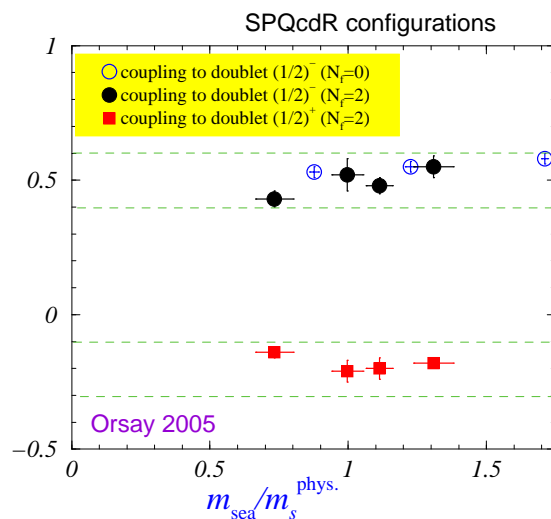 SPQcdR configurations
1
coupling to doublet (1/2)⁻ (N_f=0)
coupling to doublet (1/2)⁻ (N_f=2)
coupling to doublet (1/2)⁺ (N_f=2)
0.5
0
Orsay 2005
−0.5
0 0.5 1 1.5
m_sea/m_s^phys.